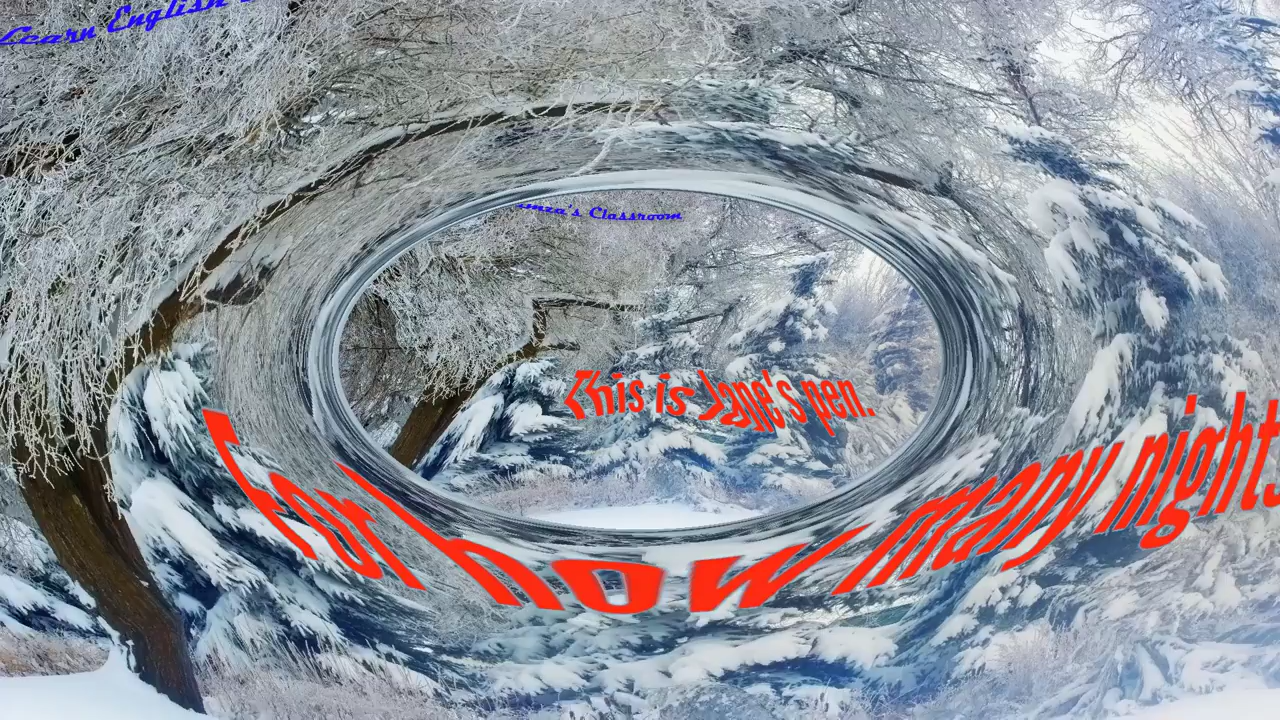 Learn English
Classroom
This is Jane's pen.
for how many nights